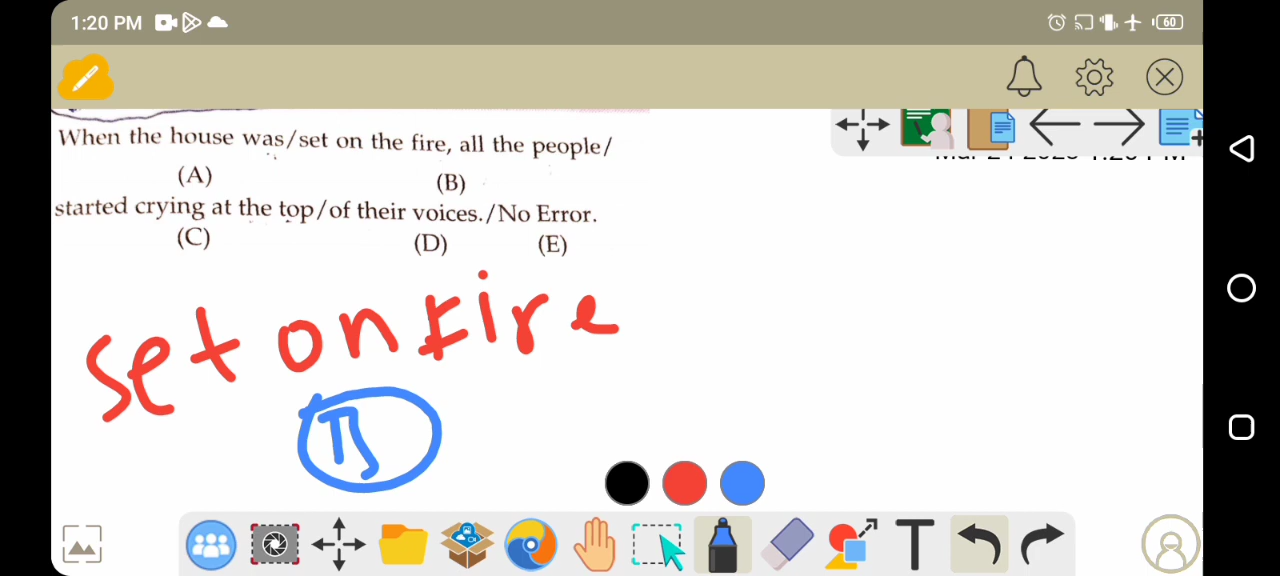 1:20 PM
60
When the house was/set on the fire, all the people/
(A) (B)
started crying at the top/of their voices./No Error.
(C) (D) (E)
set on fire
B
T